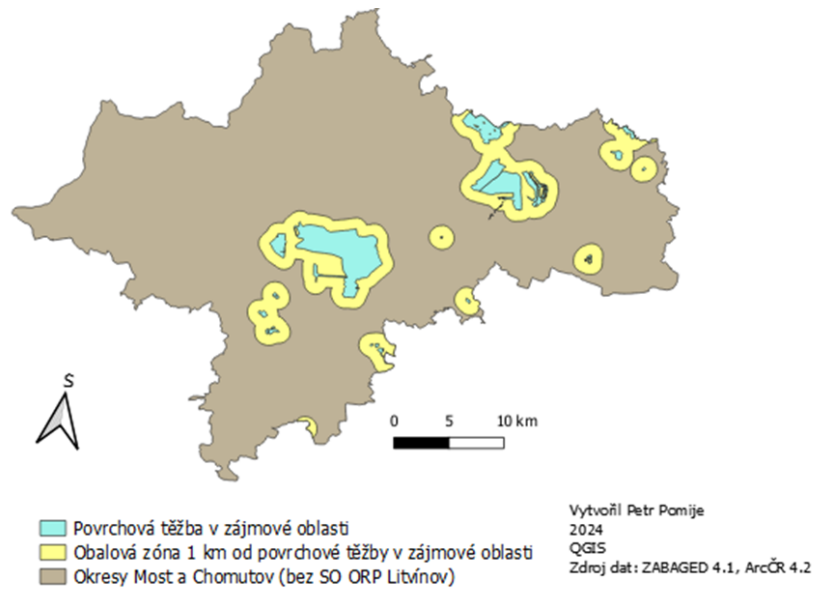 S
0 5 10 km
Povrchová těžba v zájmové oblasti
Obalová zóna 1 km od povrchové těžby v zájmové oblasti
Okresy Most a Chomutov (bez SO ORP Litvínov)
Vytvořil Petr Pomije
2024
QGIS
Zdroj dat: ZABAGED 4.1, ArcČR 4.2